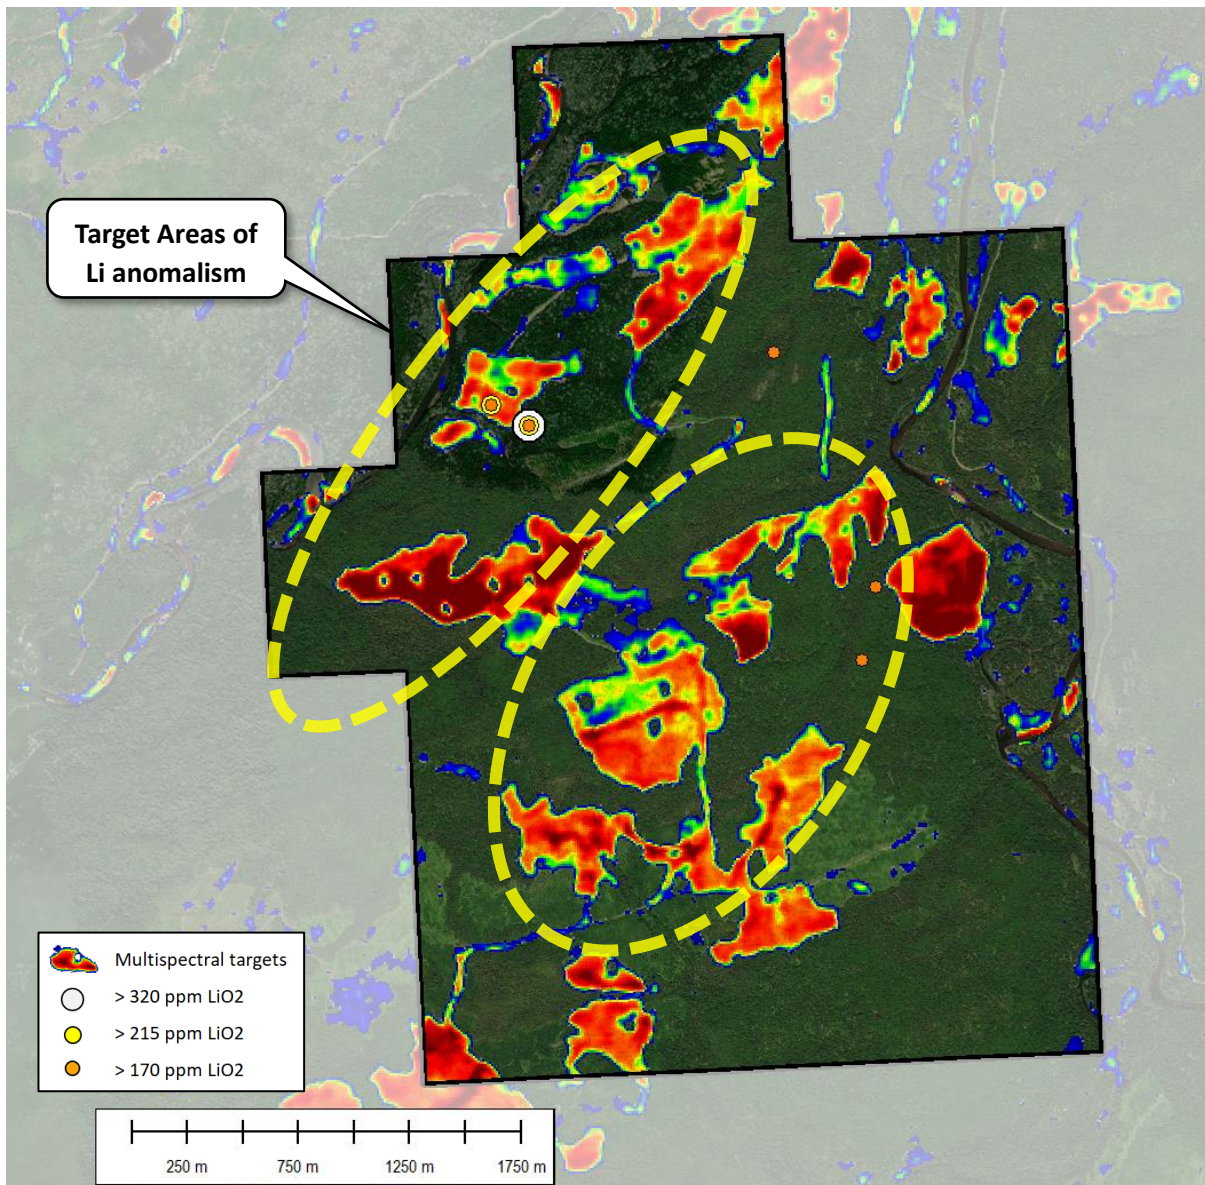 Target Areas of
Li anomalism
Multispectral targets
> 320 ppm LiO2
> 215 ppm LiO2
> 170 ppm LiO2
250 m 750 m 1250 m 1750 m